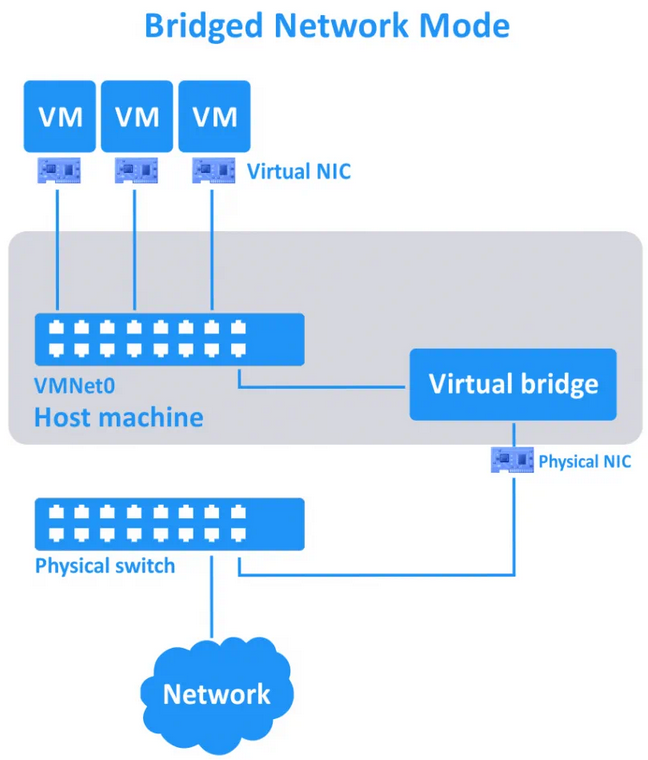 Bridged Network Mode
VM VM VM
Virtual NIC
VMNet0
Host machine
Virtual bridge
Physical NIC
Physical switch
Network